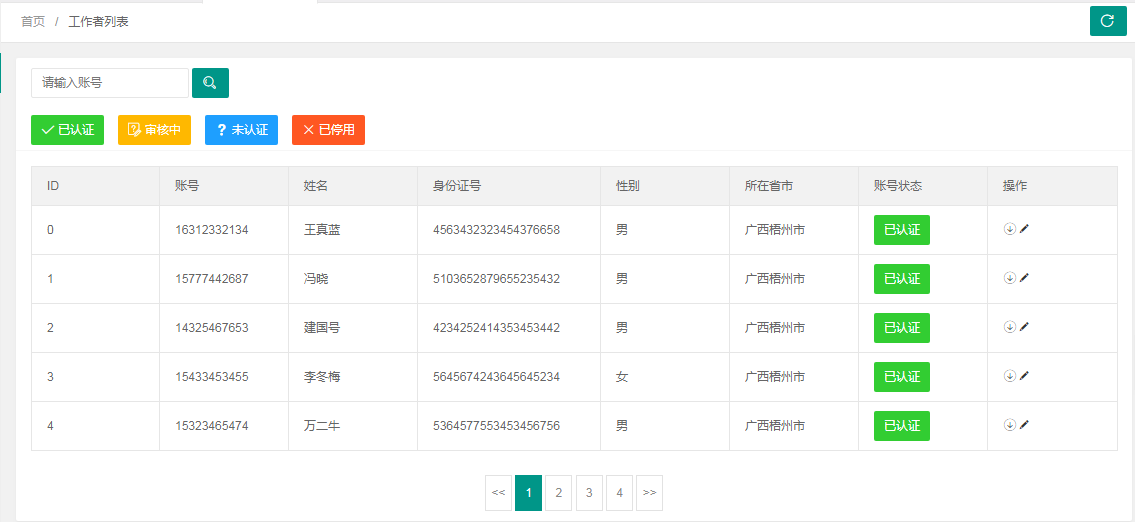 首页 / 工作者列表
请输入账号
已认证 审核中 ? 未认证 已停用
ID 账号 姓名 身份证号 性别 所在省市 账号状态 操作
0 16312332134 王真蓝 4563432323454376658 男 广西梧州市 已认证
1 15777442687 冯晓 5103652879655235432 男 广西梧州市 已认证
2 14325467653 建国号 4234252414353453442 男 广西梧州市 已认证
3 15433453455 李冬梅 5645674243645645234 女 广西梧州市 已认证
4 15323465474 万二牛 5364577553453456756 男 广西梧州市 已认证
<< 1 2 3 4 >>